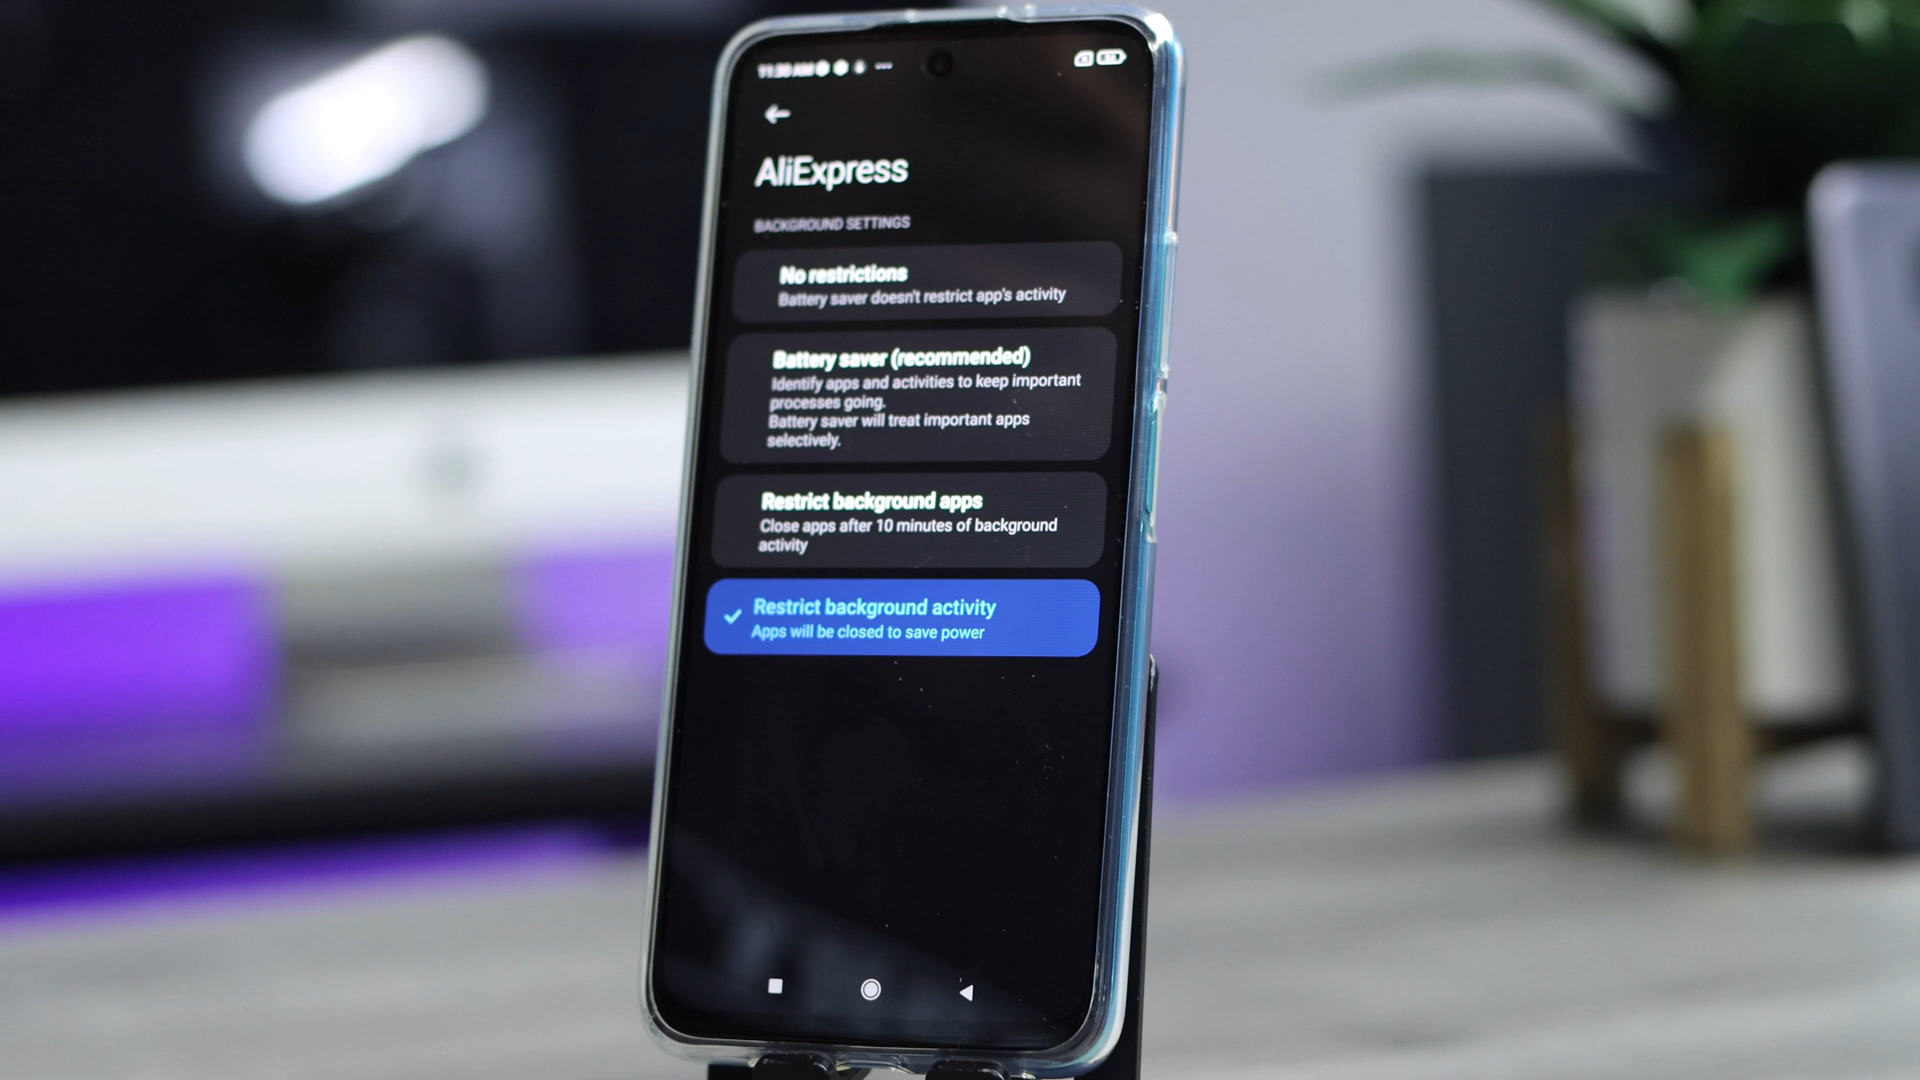 AliExpress
BACKGROUND SETTINGS
No restrictions
Battery saver doesn't restrict app's activity
Battery saver (recommended)
Identify apps and activities to keep important
processes going.
Battery saver will treat important apps
selectively.
Restrict background apps
Close apps after 10 minutes of background
activity
Restrict background activity
Apps will be closed to save power